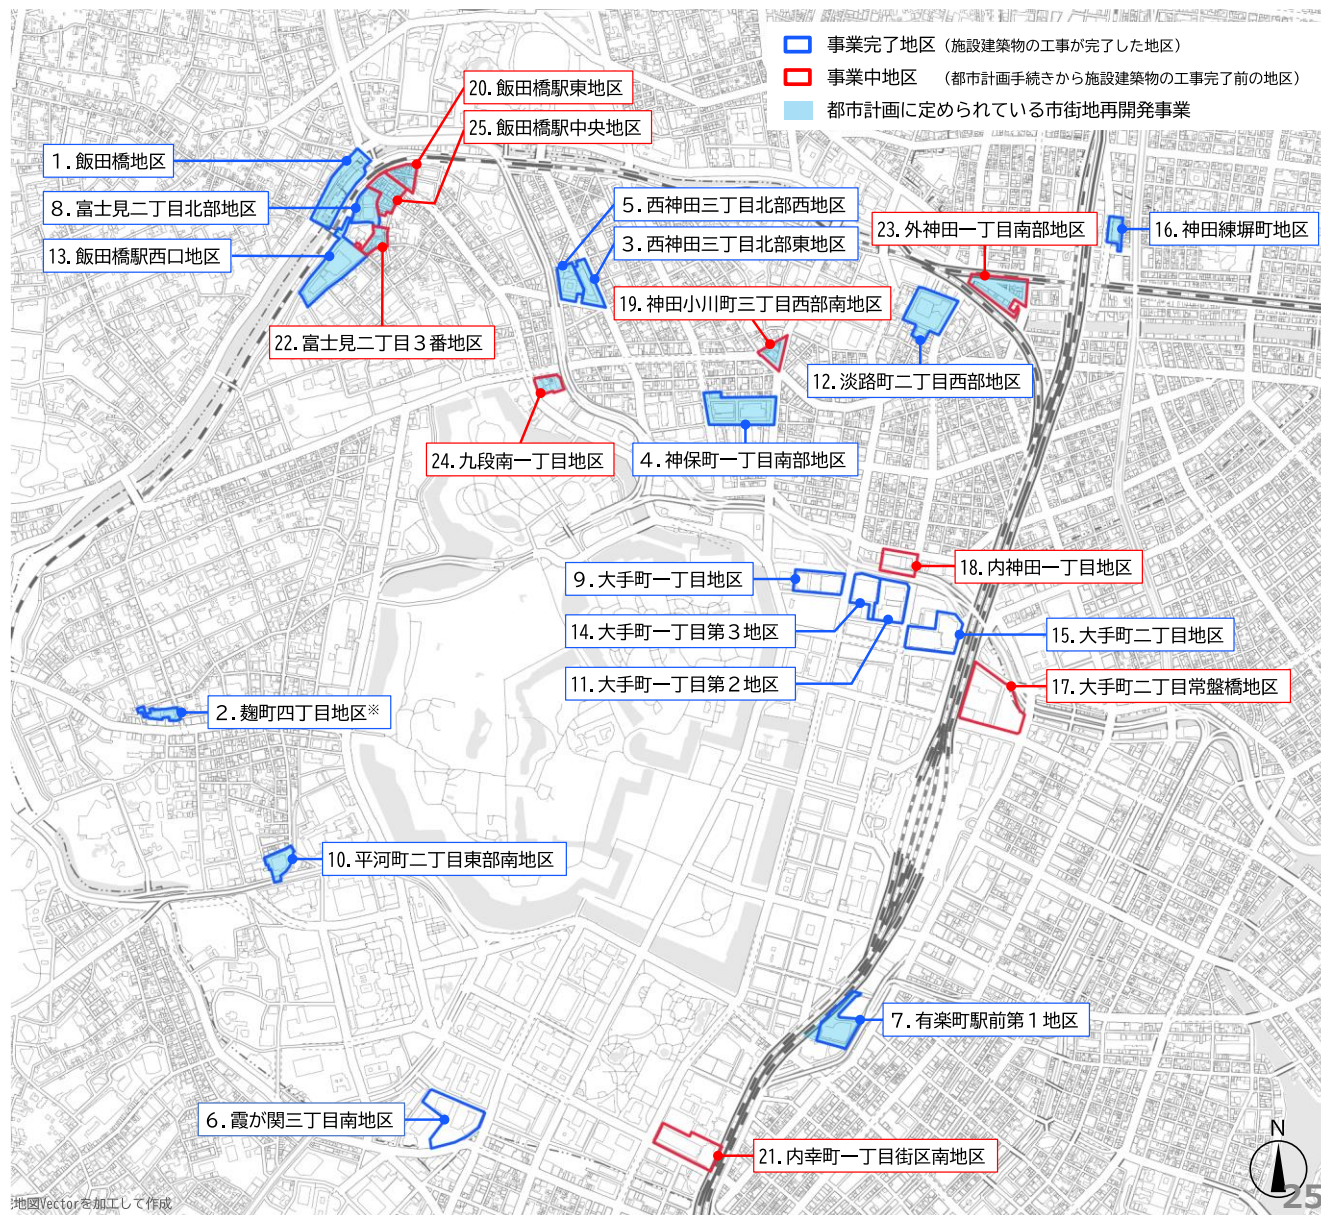 事業完了地区（施設建築物の工事が完了した地区）
事業中地区 （都市計画手続きから施設建築物の工事完了前の地区）
都市計画に定められている市街地再開発事業
20.飯田橋駅東地区
25.飯田橋駅中央地区
1.飯田橋地区
8.富士見二丁目北部地区
13.飯田橋駅西口地区
5.西神田三丁目北部西地区
3.西神田三丁目北部東地区
23.外神田一丁目南部地区
16.神田練塀町地区
19.神田小川町三丁目西部南地区
22.富士見二丁目３番地区
12.淡路町二丁目西部地区
24.九段南一丁目地区
4.神保町一丁目南部地区
18.内神田一丁目地区
9.大手町一丁目地区
14.大手町一丁目第３地区
15.大手町二丁目地区
11.大手町一丁目第２地区
17.大手町二丁目常盤橋地区
2.麹町四丁目地区※
10.平河町二丁目東部南地区
7.有楽町駅前第１地区
6.霞が関三丁目南地区
21.内幸町一丁目街区南地区
N
地図Vectorを加工して作成
25